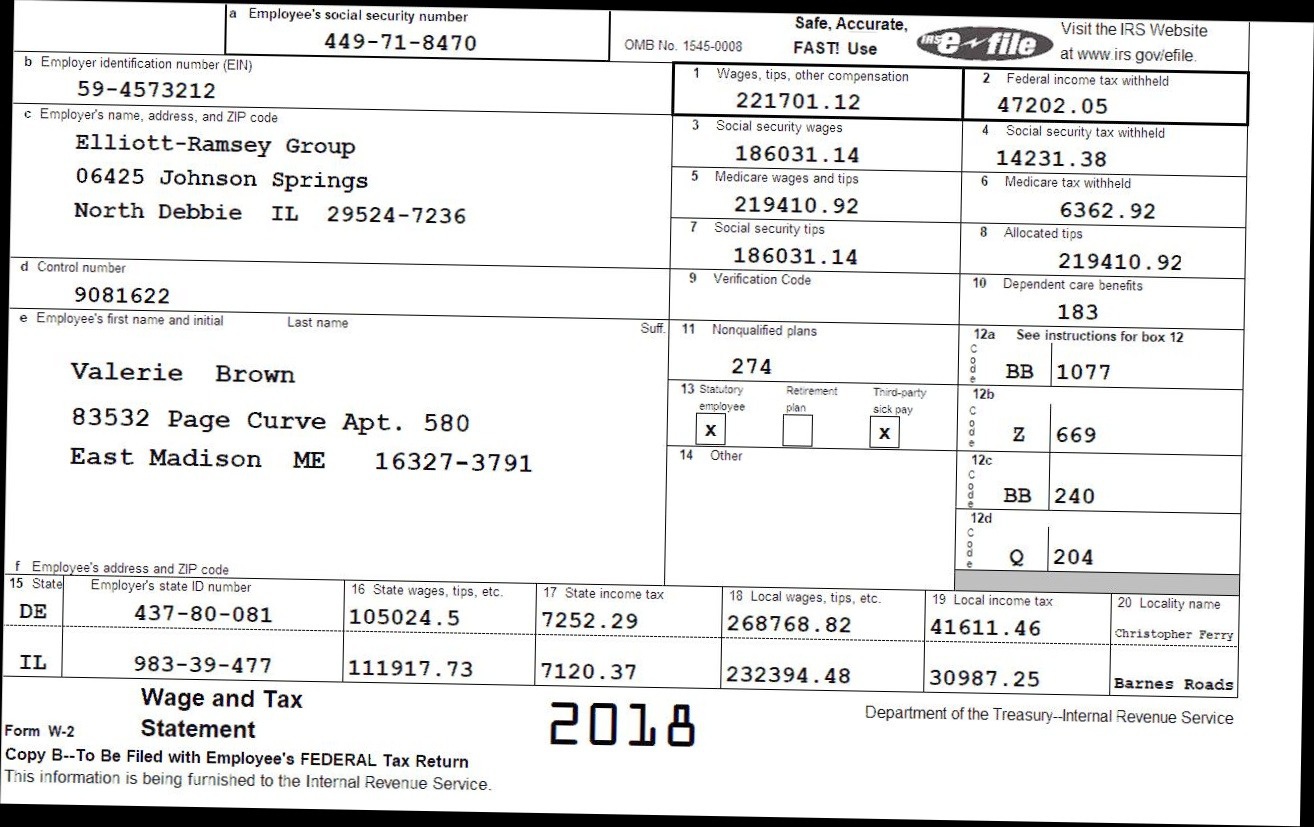 a Employee's social security number
449-71-8470
OMB No. 1545-0008
Safe, Accurate,
FAST! Use
IRS e-file
Visit the IRS Website
at www.irs.gov/efile.
b Employer identification number (EIN)
59-4573212
1 Wages, tips, other compensation
221701.12
2 Federal income tax withheld
47202.05
c Employer's name, address, and ZIP code
Elliott-Ramsey Group
06425 Johnson Springs
North Debbie IL 29524-7236
3 Social security wages
186031.14
4 Social security tax withheld
14231.38
5 Medicare wages and tips
219410.92
6 Medicare tax withheld
6362.92
7 Social security tips
186031.14
8 Allocated tips
219410.92
d Control number
9081622
9 Verification Code
10 Dependent care benefits
183
e Employee's first name and initial Last name Suff.
Valerie Brown
83532 Page Curve Apt. 580
East Madison ME 16327-3791
11 Nonqualified plans
274
12a See instructions for box 12
Code BB 1077
13 Statutory employee
X
Retirement plan
Third-party sick pay
X
12b
Code Z 669
14 Other
12c
Code BB 240
12d
Code Q 204
f Employee's address and ZIP code
15 State Employer's state ID number 16 State wages, tips, etc. 17 State income tax 18 Local wages, tips, etc. 19 Local income tax 20 Locality name
DE 437-80-081 105024.5 7252.29 268768.82 41611.46 Christopher Ferry
IL 983-39-477 111917.73 7120.37 232394.48 30987.25 Barnes Roads
Wage and Tax
Form W-2 Statement
2018
Department of the Treasury--Internal Revenue Service
Copy B--To Be Filed with Employee's FEDERAL Tax Return
This information is being furnished to the Internal Revenue Service.